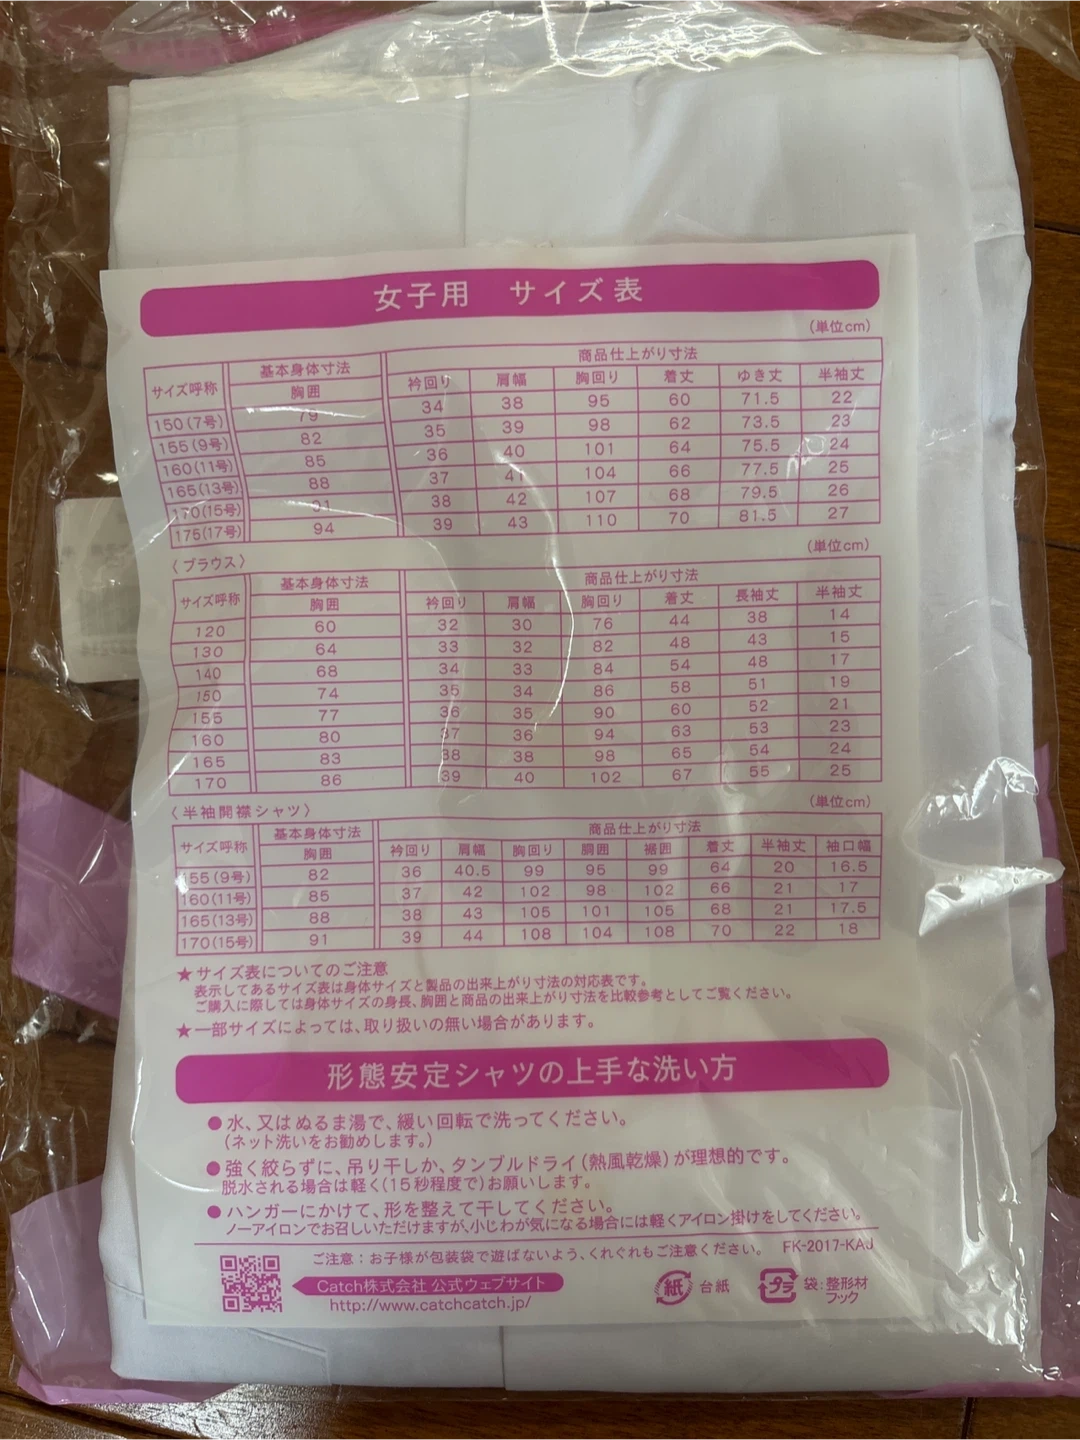 女子用 サイズ表
(単位cm)
サイズ呼称 基本身体寸法 商品仕上がり寸法
胸囲 衿回り 肩幅 胸回り 着丈 ゆき丈 半袖丈
150(7号) 79 34 38 95 60 71.5 22
155(9号) 82 35 39 98 62 73.5 23
160(11号) 85 36 40 101 64 75.5 24
165(13号) 88 37 41 104 66 77.5 25
170(15号) 91 38 42 107 68 79.5 26
175(17号) 94 39 43 110 70 81.5 27
〈ブラウス〉 (単位cm)
サイズ呼称 基本身体寸法 商品仕上がり寸法
胸囲 衿回り 肩幅 胸回り 着丈 長袖丈 半袖丈
120 60 32 30 76 44 38 14
130 64 33 32 82 48 43 15
140 68 34 33 84 54 48 17
150 74 35 34 86 58 51 19
155 77 36 35 90 60 52 21
160 80 37 36 94 63 53 23
165 83 38 38 98 65 54 24
170 86 39 40 102 67 55 25
〈半袖開襟シャツ〉 (単位cm)
サイズ呼称 基本身体寸法 商品仕上がり寸法
胸囲 衿回り 肩幅 胸回り 胴囲 裾囲 着丈 半袖丈 袖口幅
155(9号) 82 36 40.5 99 95 99 64 20 16.5
160(11号) 85 37 42 102 98 102 66 21 17
165(13号) 88 38 43 105 101 105 68 21 17.5
170(15号) 91 39 44 108 104 108 70 22 18
★サイズ表についてのご注意
表示してあるサイズ表は身体サイズと製品の出来上がり寸法の対応表です。
ご購入に際しては身体サイズの身長、胸囲と商品の出来上がり寸法を比較参考としてご覧ください。
★一部サイズによっては、取り扱いの無い場合があります。
形態安定シャツの上手な洗い方
●水、又はぬるま湯で、緩い回転で洗ってください。
(ネット洗いをお勧めします。)
●強く絞らずに、吊り干しか、タンブルドライ(熱風乾燥)が理想的です。
脱水される場合は軽く(15秒程度で)お願いします。
●ハンガーにかけて、形を整えて干してください。
ノーアイロンでお召しいただけますが、小じわが気になる場合には軽くアイロン掛けをしてください。
ご注意:お子様が包装袋で遊ばないよう、くれぐれもご注意ください。 FK-2017-KAJ
Catch株式会社 公式ウェブサイト
http://www.catchcatch.jp/
紙 台紙 プラ 袋:整形材
フック